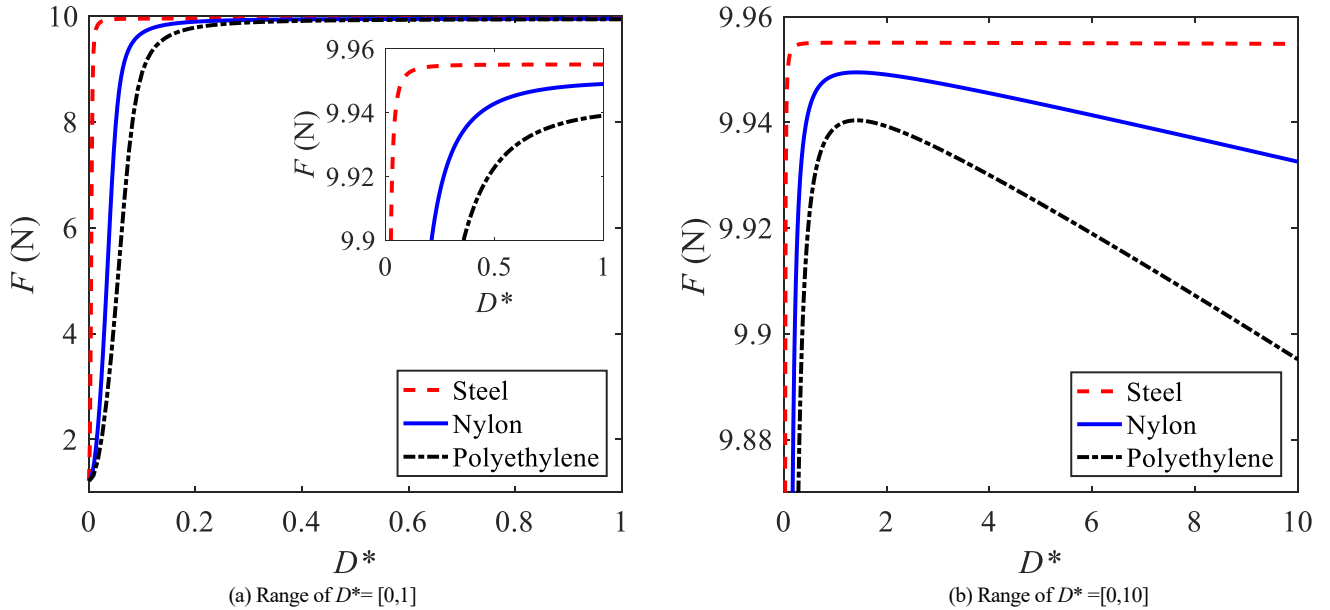 10
8
6
4
2
F (N)
0
0.2
0.4
0.6
0.8
1
D*
9.96
9.94
9.92
9.9
F (N)
0
0.5
1
D*
Steel
Nylon
Polyethylene
(a) Range of D*= [0,1]
9.96
9.94
9.92
9.9
9.88
F (N)
0
2
4
6
8
10
D*
Steel
Nylon
Polyethylene
(b) Range of D* =[0,10]